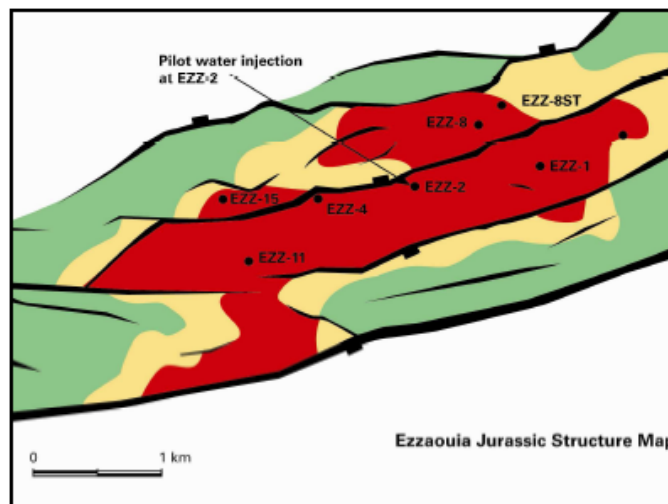 Pilot water injection
at EZZ-2
EZZ-8ST
EZZ-8
EZZ-1
EZZ-2
EZZ-15
EZZ-4
EZZ-11
Ezzaouia Jurassic Structure Map
0
1 km